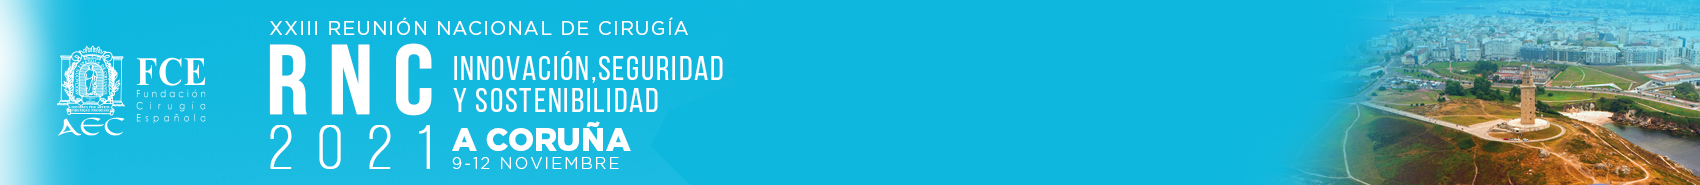 AEC
FCE
Fundación
Cirugía
Española
XXIII REUNIÓN NACIONAL DE CIRUGÍA
RNC
2021
INNOVACIÓN,SEGURIDAD
Y SOSTENIBILIDAD
A CORUÑA
9-12 NOVIEMBRE